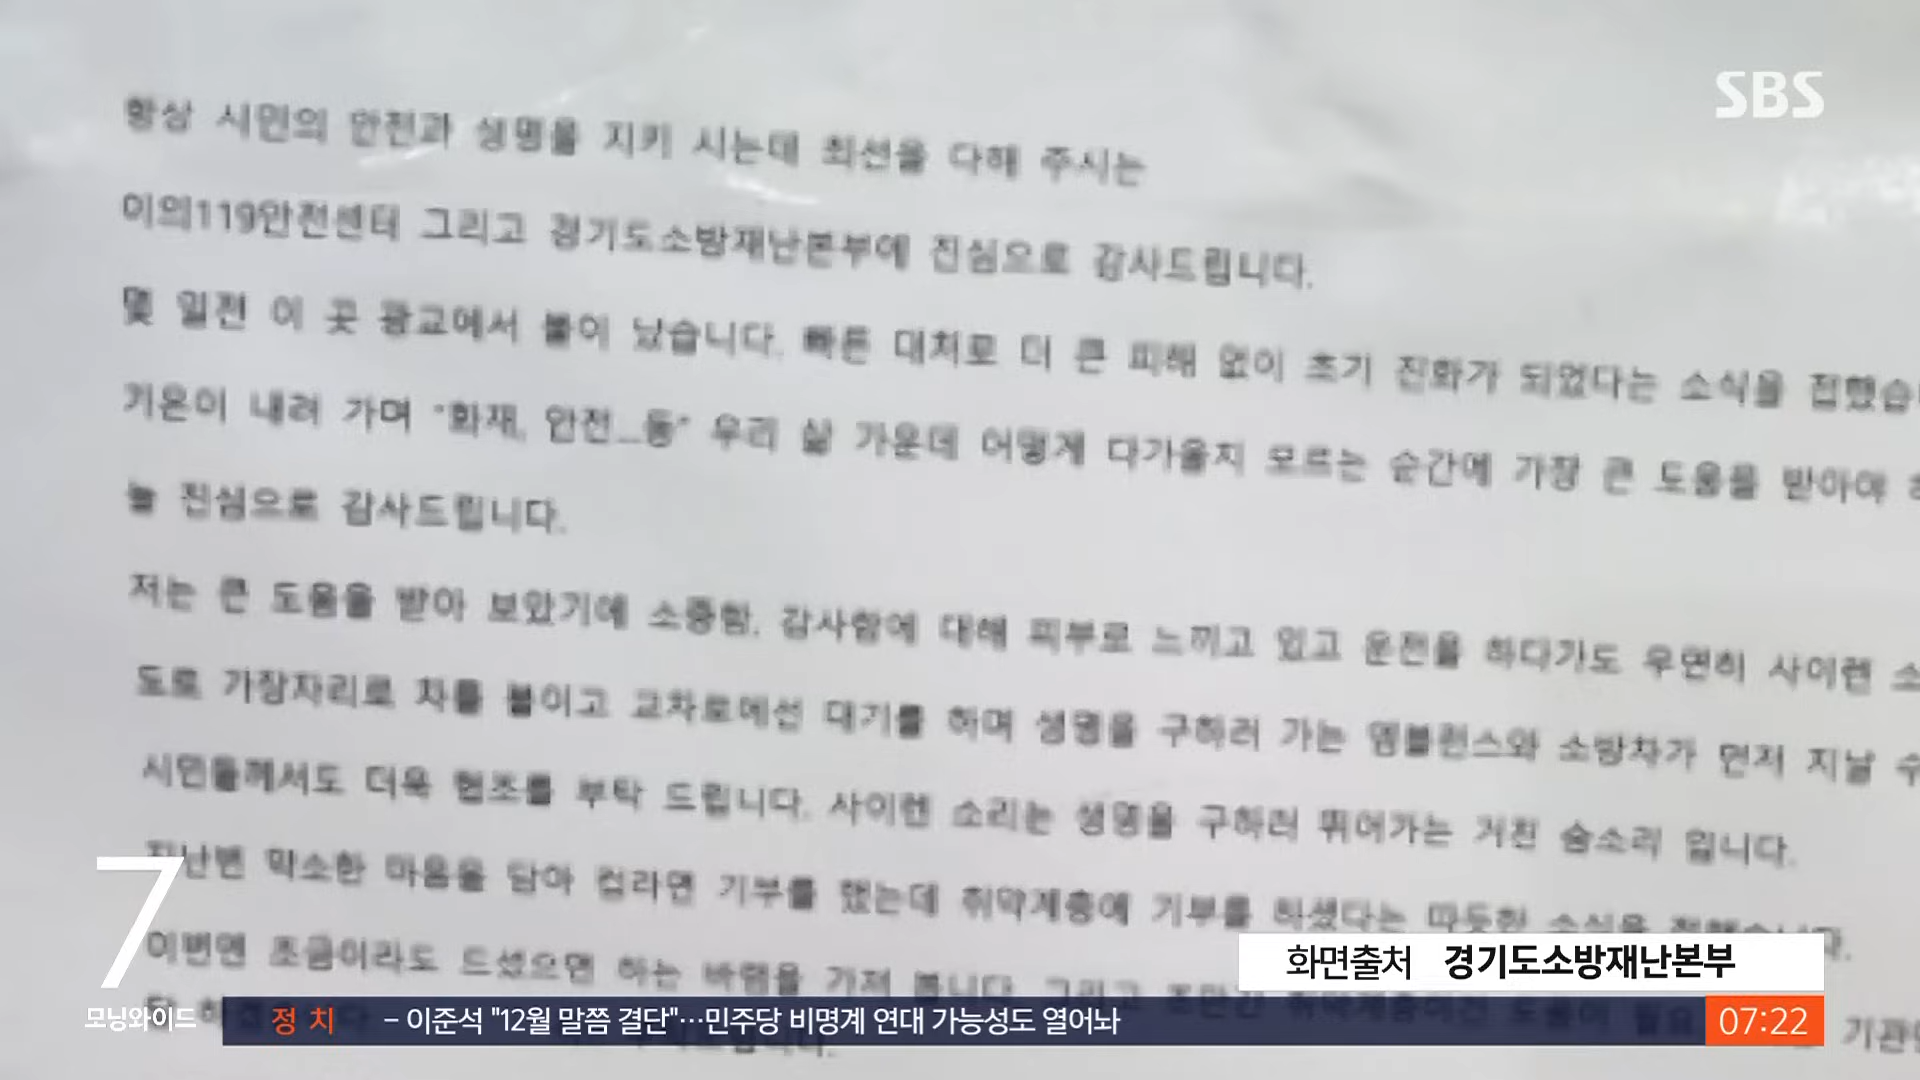 SBS
항상 시민의 안전과 생명을 지키 시는데 최선을 다해 주시는
이의119안전센터 그리고 경기도소방재난본부에 진심으로 감사드립니다.
몇 일전 이 곳 광교에서 불이 났습니다. 빠른 대처로 더 큰 피해 없이 초기 진화가 되었다는 소식을 접했습
기온이 내려 가며 "화재, 안전...등" 우리 삶 가운데 어떻게 다가올지 모르는 순간에 가장 큰 도움을 받아야
늘 진심으로 감사드립니다.
저는 큰 도움을 받아 보았기에 소중함, 감사함에 대해 피부로 느끼고 있고 운전을 하다가도 우연히 사이렌 소
도로 가장자리로 차를 붙이고 교차로에선 대기를 하며 생명을 구하러 가는 엠블런스와 소방차가 먼저 지날 수
시민들께서도 더욱 협조를 부탁 드립니다. 사이렌 소리는 생명을 구하러 뛰어가는 거친 숨소리 입니다.
지난번 약소한 마음을 담아 컵라면 기부를 했는데 취약계층에 기부를 하셨다는 따듯한 소식을 접했습니다.
이번엔 조금이라도 드셨으면 하는 바램을 가져 봅니다. 그리고
기관
화면출처 경기도소방재난본부
7
모닝와이드
정 치 - 이준석 "12월 말쯤 결단"…민주당 비명계 연대 가능성도 열어놔
07:22